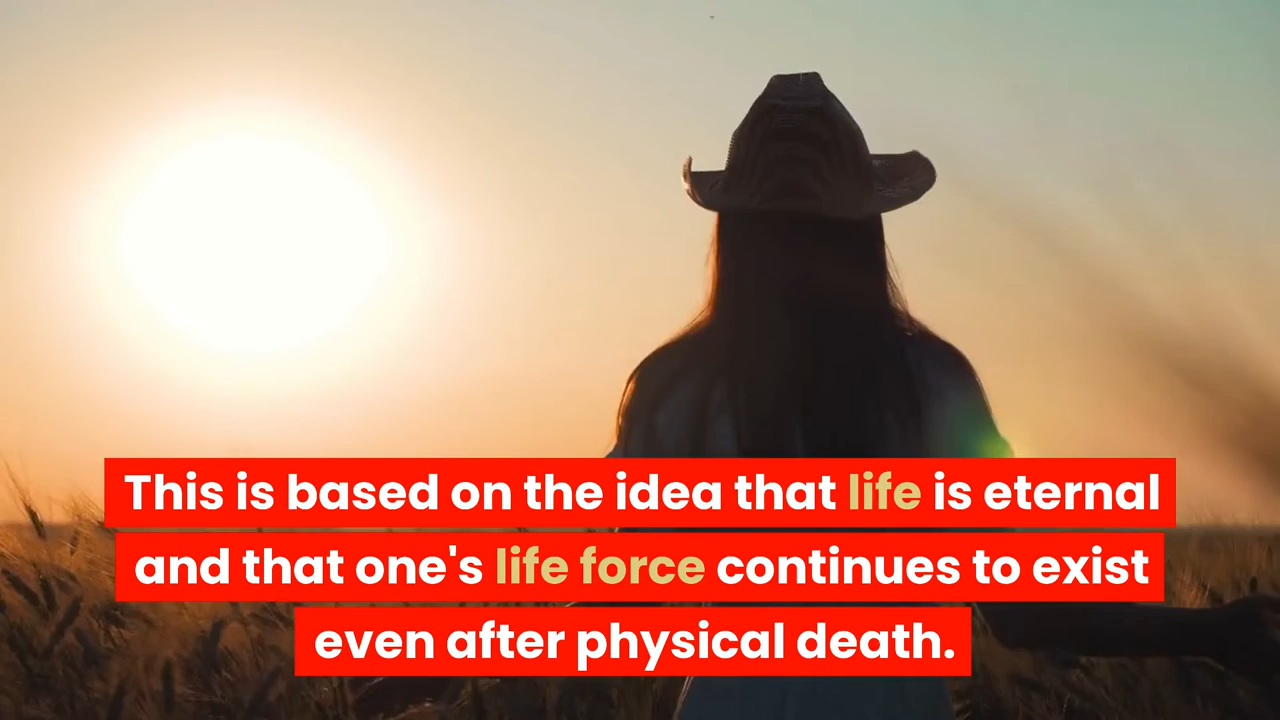 This is based on the idea that life is eternal
and that one's life force continues to exist
even after physical death.